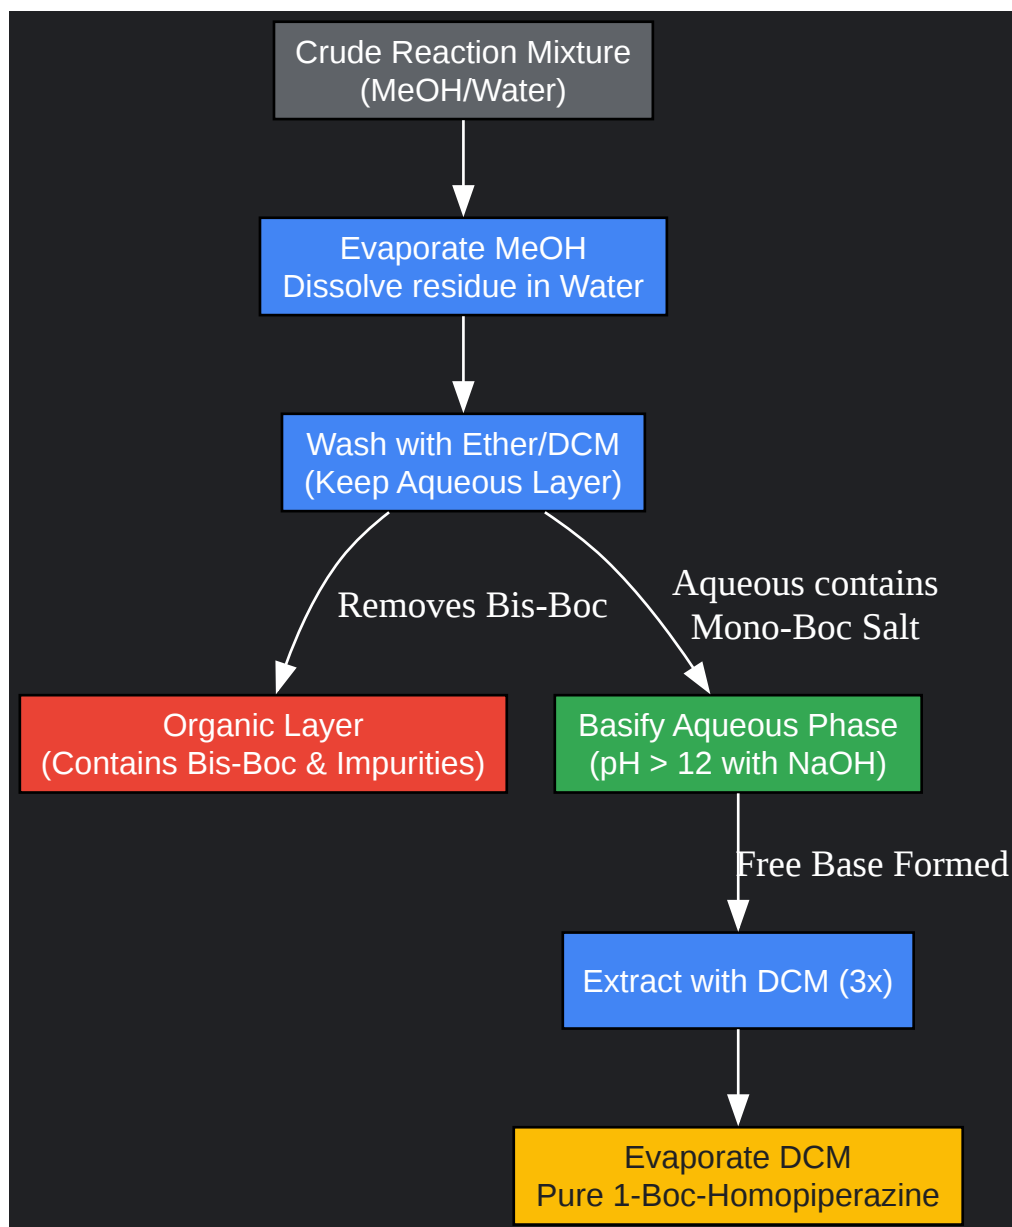 Crude Reaction Mixture
(MeOH/Water)
Evaporate MeOH
Dissolve residue in Water
Wash with Ether/DCM
(Keep Aqueous Layer)
Removes Bis-Boc
Aqueous contains
Mono-Boc Salt
Organic Layer
(Contains Bis-Boc & Impurities)
Basify Aqueous Phase
(pH > 12 with NaOH)
Free Base Formed
Extract with DCM (3x)
Evaporate DCM
Pure 1-Boc-Homopiperazine